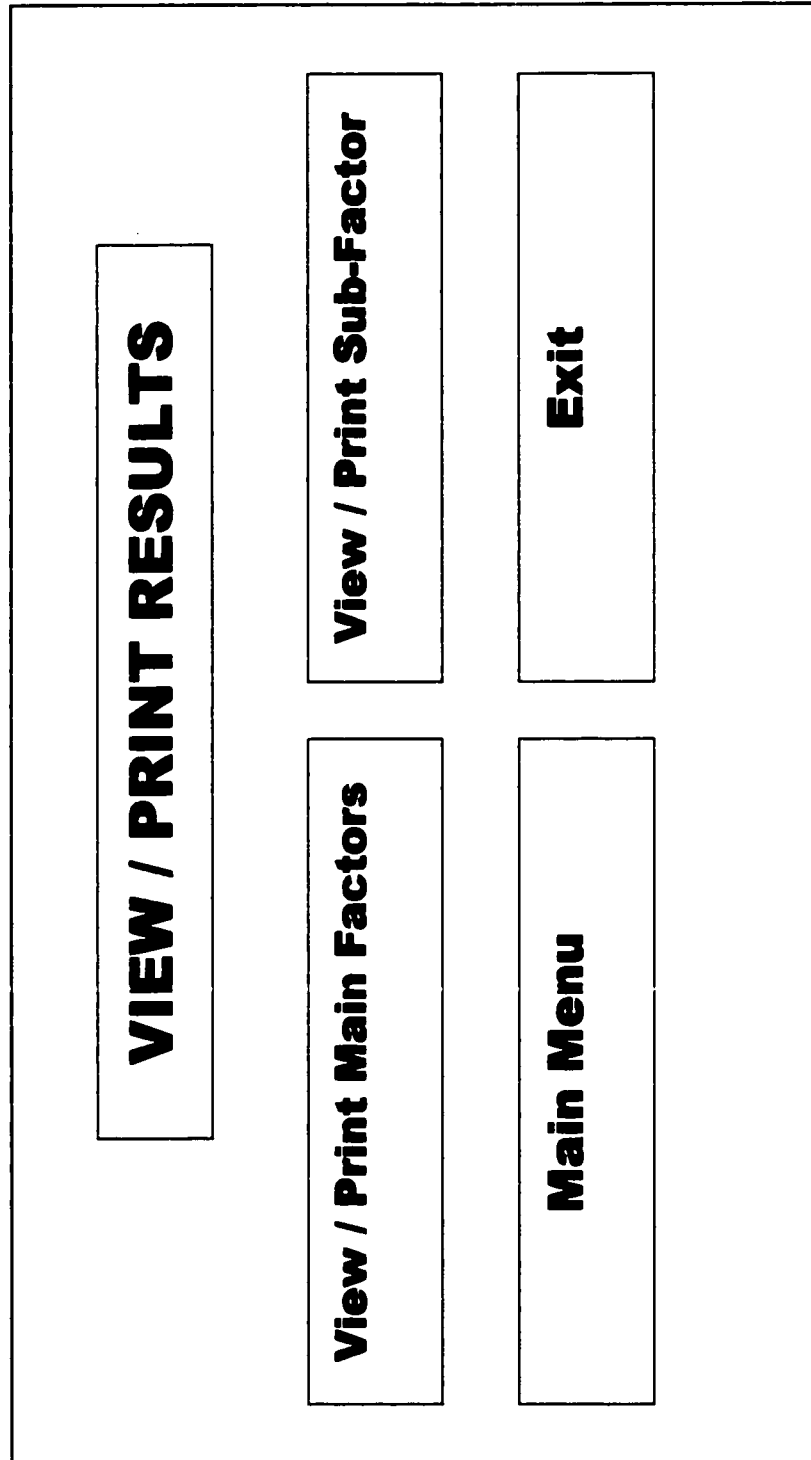 VIEW / PRINT RESULTS
View / Print Main Factors
View / Print Sub-Factor
Main Menu
Exit